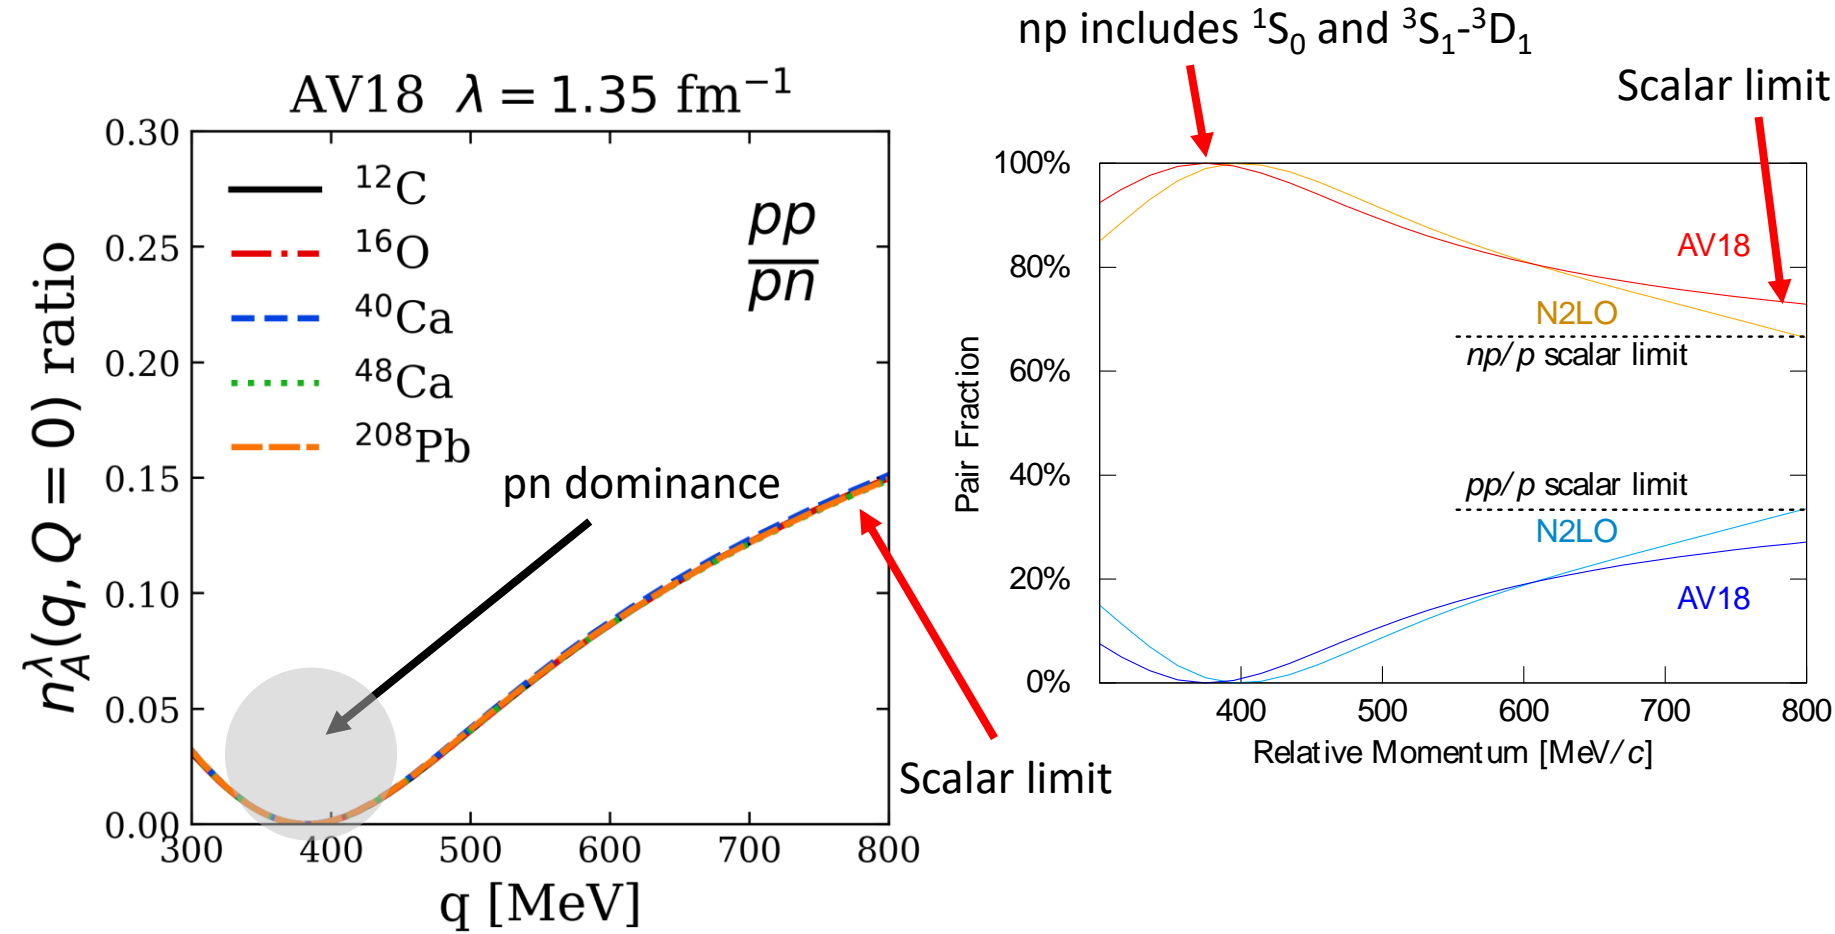 np includes ¹S₀ and ³S₁-³D₁
Scalar limit
AV18 λ = 1.35 fm⁻¹
0.30
0.25
0.20
0.15
0.10
0.05
0.00
n_A^λ(q, Q = 0) ratio
¹²C
¹⁶O
⁴⁰Ca
⁴⁸Ca
²⁰⁸Pb
pp
pn
pn dominance
300
400
500
600
700
800
q [MeV]
Scalar limit
100%
80%
60%
40%
20%
0%
Pair Fraction
AV18
N2LO
np/p scalar limit
pp/p scalar limit
N2LO
AV18
400
500
600
700
800
Relative Momentum [MeV/c]